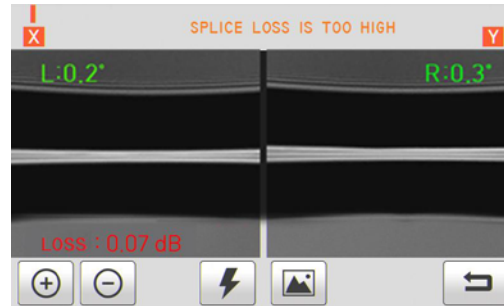 SPLICE LOSS IS TOO HIGH
X
Y
L:0.2°
R:0.3°
LOSS : 0.07 dB